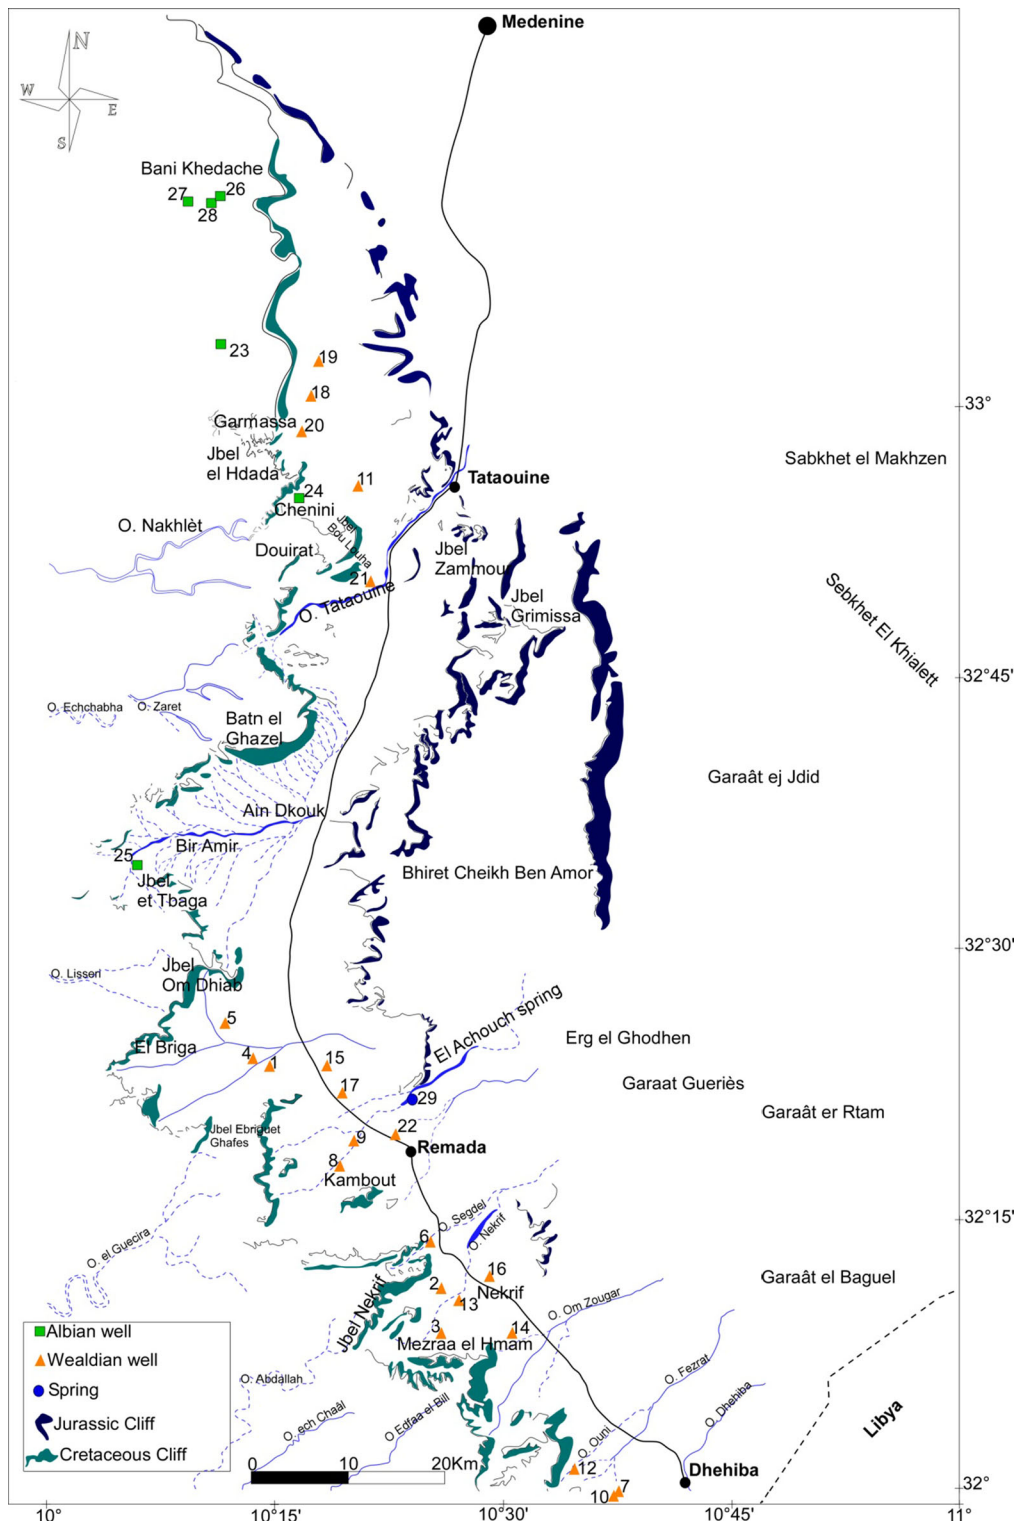 Medenine
N
W
E
S
Bani Khedache
27
26
28
23
19
18
33°
Garmassa
20
Jbel
el Hdada
Sabkhet el Makhzen
11
Tataouine
24
Chenini
O. Nakhlèt
Jbel
Bou Louha
Douirat
Jbel
Zammour
21
O. Tataouine
Jbel
Grimissa
Sebkhet El Khialett
32°45'
O. Echchabha
O. Zaret
Batn el
Ghazel
Garaât ej Jdid
Ain Dkouk
Bir Amir
25
Jbel
et Tbaga
Bhiret Cheikh Ben Amor
32°30'
O. Lisserl
Jbel
Om Dhiab
5
El Achouch spring
Erg el Ghodhen
El Briga
4
1
15
17
29
Garaat Gueriès
Garaât er Rtam
Jbel Ebriguet
Ghafes
9
22
Remada
8
Kambout
32°15'
O. el Guecira
6
O. Segdel
O. Nekrif
16
Garaât el Baguel
2
Nekrif
13
Jbel Nekrif
O. Om Zougar
3
14
Mezraa el Hmam
Albian well
Wealdian well
Spring
Jurassic Cliff
Cretaceous Cliff
O. Abdallah
O. ech Chaâl
O Edfaa el Bill
O. Fezrat
O. Dhehiba
Libya
O. Ouni
0
10
20Km
12
Dhehiba
7
10
32°
10°
10°15'
10°30'
10°45'
11°